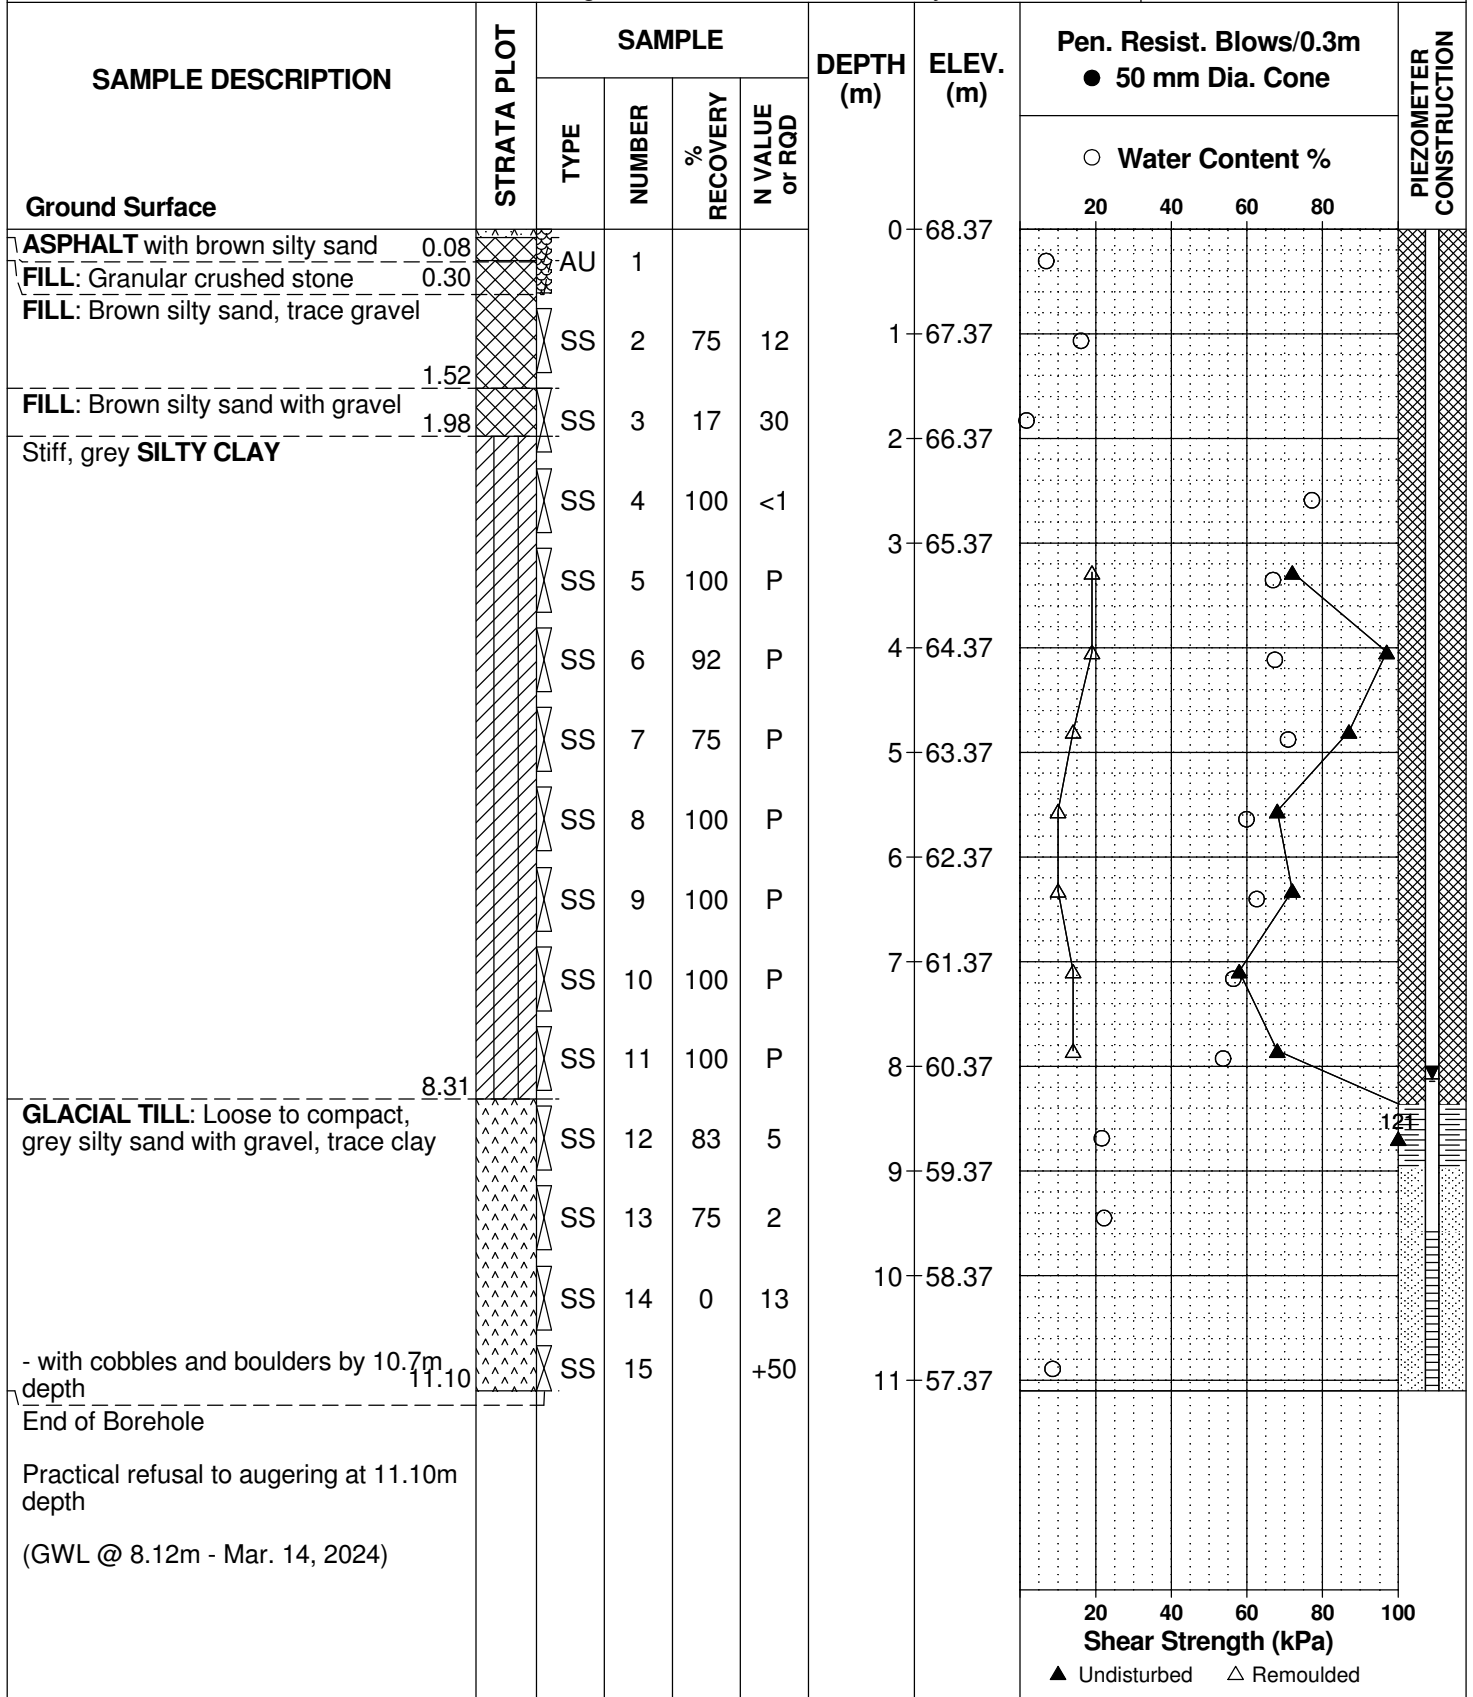 SAMPLE DESCRIPTION
STRATA PLOT
SAMPLE
TYPE
NUMBER
% RECOVERY
N VALUE or RQD
DEPTH (m)
ELEV. (m)
Pen. Resist. Blows/0.3m
● 50 mm Dia. Cone
○ Water Content %
PIEZOMETER CONSTRUCTION
Ground Surface
20 40 60 80
0 68.37
ASPHALT with brown silty sand 0.08
AU 1
FILL: Granular crushed stone 0.30
FILL: Brown silty sand, trace gravel
SS 2 75 12
1 67.37
1.52
FILL: Brown silty sand with gravel
1.98
SS 3 17 30
2 66.37
Stiff, grey SILTY CLAY
SS 4 100 <1
3 65.37
SS 5 100 P
4 64.37
SS 6 92 P
SS 7 75 P
5 63.37
SS 8 100 P
6 62.37
SS 9 100 P
7 61.37
SS 10 100 P
SS 11 100 P
8 60.37
8.31
GLACIAL TILL: Loose to compact,
grey silty sand with gravel, trace clay
121
SS 12 83 5
9 59.37
SS 13 75 2
10 58.37
SS 14 0 13
- with cobbles and boulders by 10.7m
depth
11.10
SS 15 +50
11 57.37
End of Borehole
Practical refusal to augering at 11.10m
depth
(GWL @ 8.12m - Mar. 14, 2024)
20 40 60 80 100
Shear Strength (kPa)
▲ Undisturbed △ Remoulded